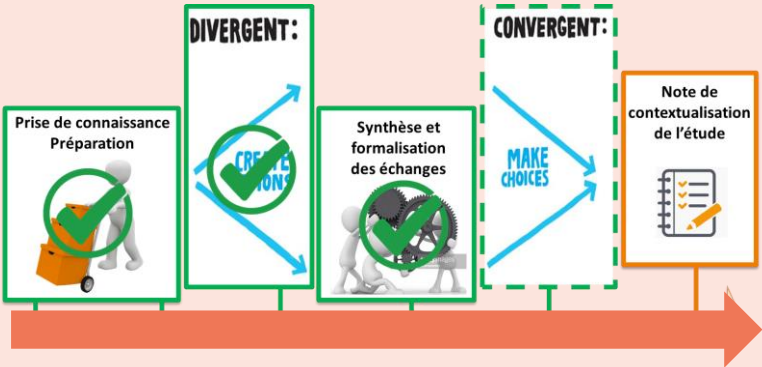 Prise de connaissance
Préparation
DIVERGENT:
Synthèse et
formalisation
des échanges
CONVERGENT:
MAKE
CHOICES
Note de
contextualisation
de l'étude